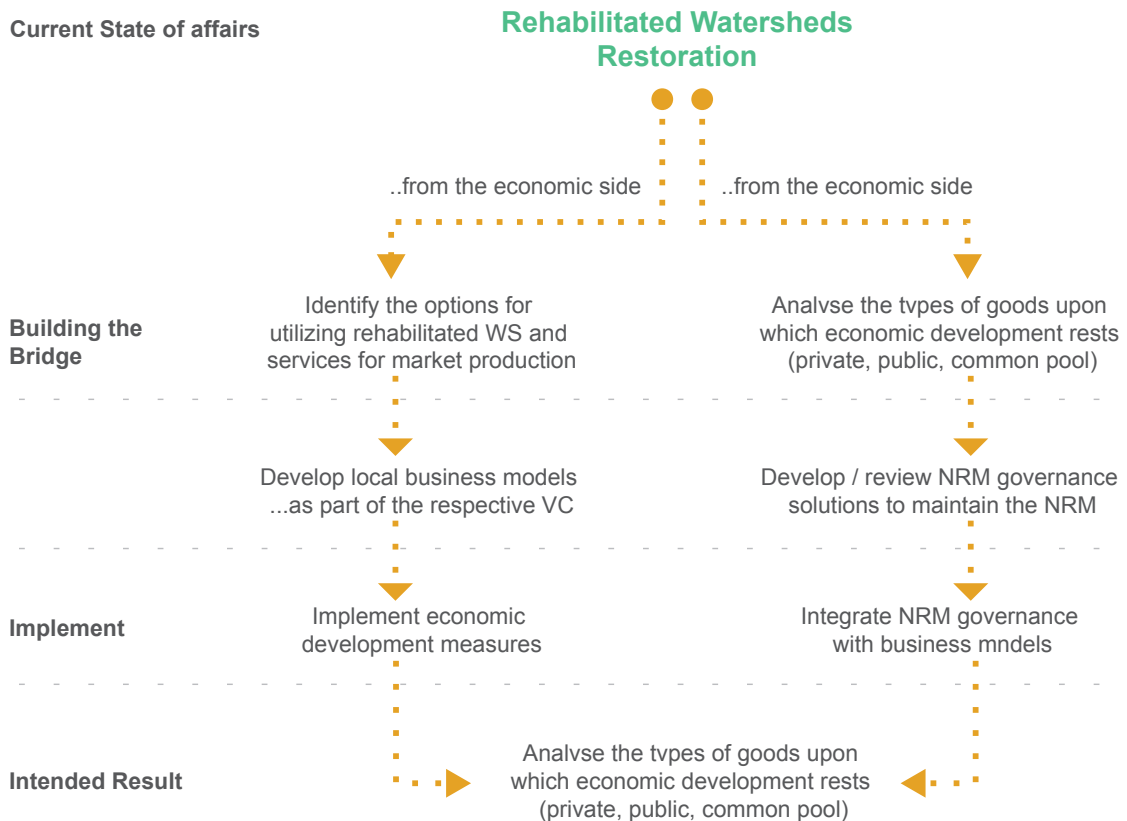 Current State of affairs
Rehabilitated Watersheds
Restoration
..from the economic side
..from the economic side
Building the
Bridge
Identify the options for
utilizing rehabilitated WS and
services for market production
Analvse the tvpes of goods upon
which economic development rests
(private, public, common pool)
Develop local business models
...as part of the respective VC
Develop / review NRM governance
solutions to maintain the NRM
Implement
Implement economic
development measures
Integrate NRM governance
with business mndels
Intended Result
Analvse the tvpes of goods upon
which economic development rests
(private, public, common pool)